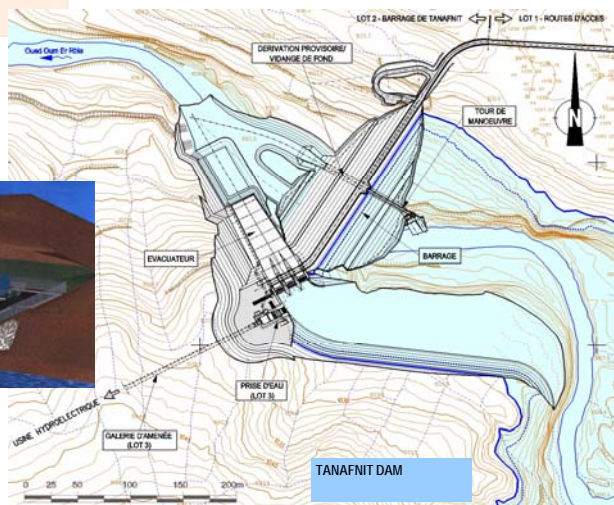 LOT 2 - BARRAGE DE TANAFNIT
LOT 1 - ROUTES D'ACCES
Oued Oum Er Rbia
DERIVATION PROVISOIRE/
VIDANGE DE FOND
TOUR DE
MANOEUVRE
N
EVACUATEUR
BARRAGE
PRISE D'EAU
(LOT 3)
USINE HYDROELECTRIQUE
GALERIE D'AMENÉE
(LOT 3)
0 50 100 150 200m
TANAFNIT DAM